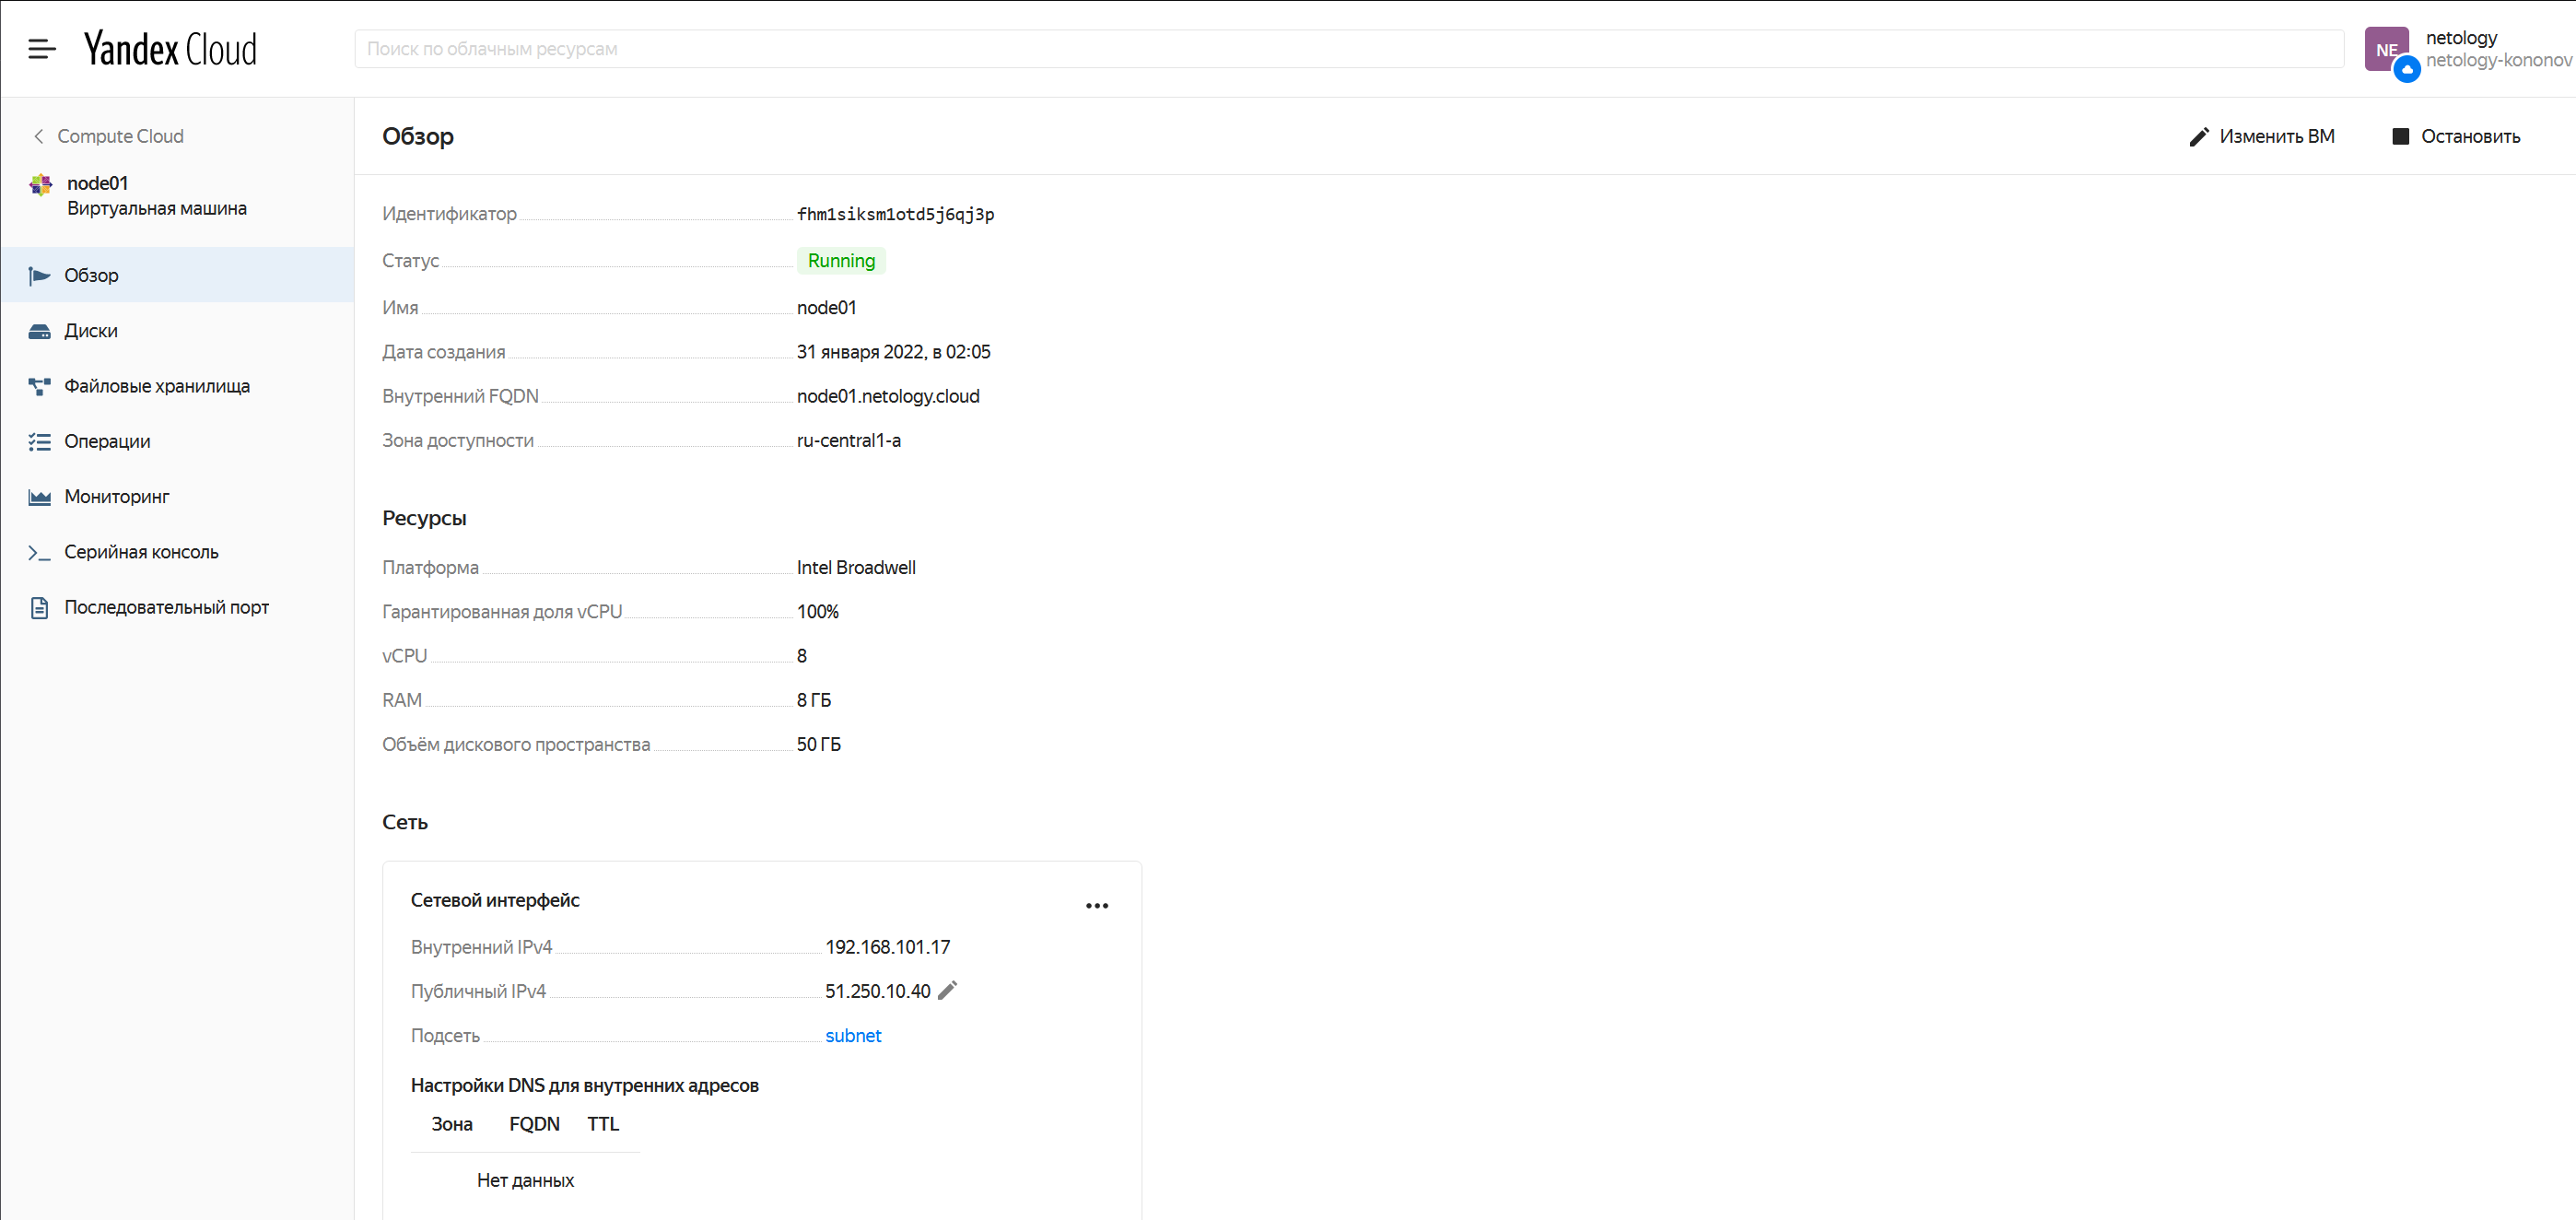 Yandex Cloud
Поиск по облачным ресурсам
NE
netology
netology-kononov
Compute Cloud
node01
Виртуальная машина
Обзор
Диски
Файловые хранилища
Операции
Мониторинг
Серийная консоль
Последовательный порт
Обзор
Изменить ВМ
Остановить
Идентификатор fhm1siksm1otd5j6qj3p
Статус Running
Имя node01
Дата создания 31 января 2022, в 02:05
Внутренний FQDN node01.netology.cloud
Зона доступности ru-central1-a
Ресурсы
Платформа Intel Broadwell
Гарантированная доля vCPU 100%
vCPU 8
RAM 8 ГБ
Объём дискового пространства 50 ГБ
Сеть
Сетевой интерфейс
Внутренний IPv4 192.168.101.17
Публичный IPv4 51.250.10.40
Подсеть subnet
Настройки DNS для внутренних адресов
Зона FQDN TTL
Нет данных